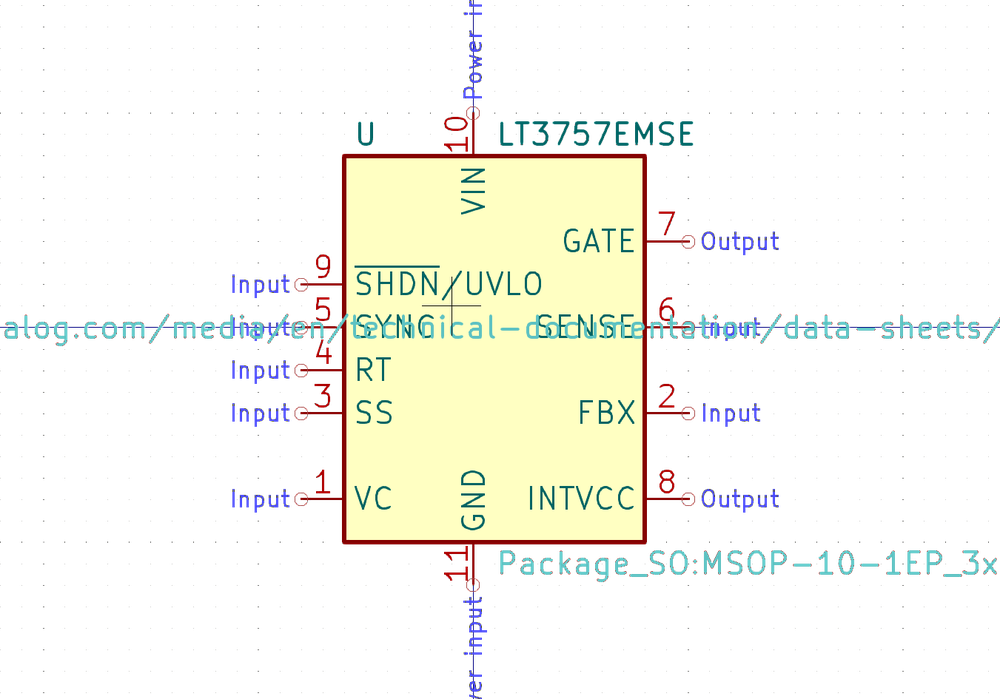 Power in
10
U
LT3757EMSE
VIN
GATE
7
Output
Input
9
SHDN/UVLO
Input
5
SYNC
SENSE
6
Input
alog.com/media/en/technical-documentation/data-sheets/
Input
4
RT
Input
3
SS
FBX
2
Input
Input
1
VC
GND
INTVCC
8
Output
11
Package_SO:MSOP-10-1EP_3x
er input